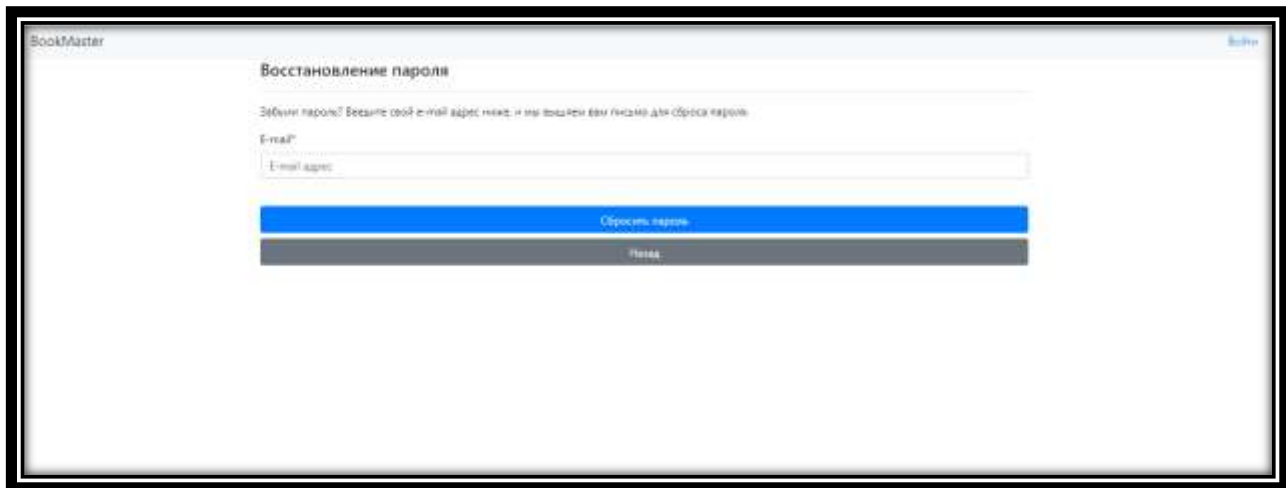 BookMaster
Войти
Восстановление пароля
Забыли пароль? Введите свой e-mail адрес ниже, и мы вышлем вам письмо для сброса пароля.
E-mail*
E-mail адрес
Сбросить пароль
Назад